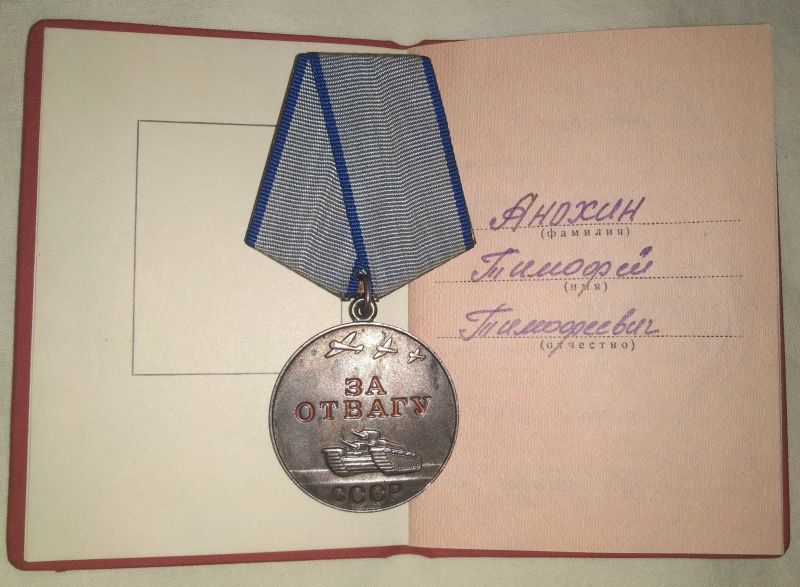 ЗА
ОТВАГУ
СССР
Анохин
(фамилия)
Тимофей
(имя)
Тимофеевич
(отчество)